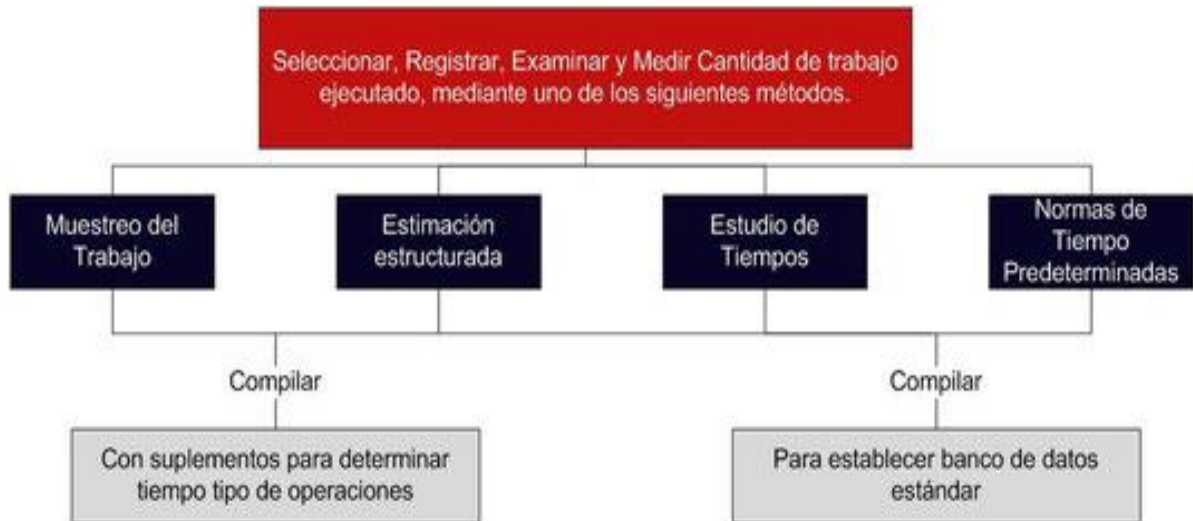 Seleccionar, Registrar, Examinar y Medir Cantidad de trabajo
ejecutado, mediante uno de los siguientes métodos.
Muestreo del
Trabajo
Estimación
estructurada
Estudio de
Tiempos
Normas de
Tiempo
Predeterminadas
Compilar
Compilar
Con suplementos para determinar
tiempo tipo de operaciones
Para establecer banco de datos
estándar